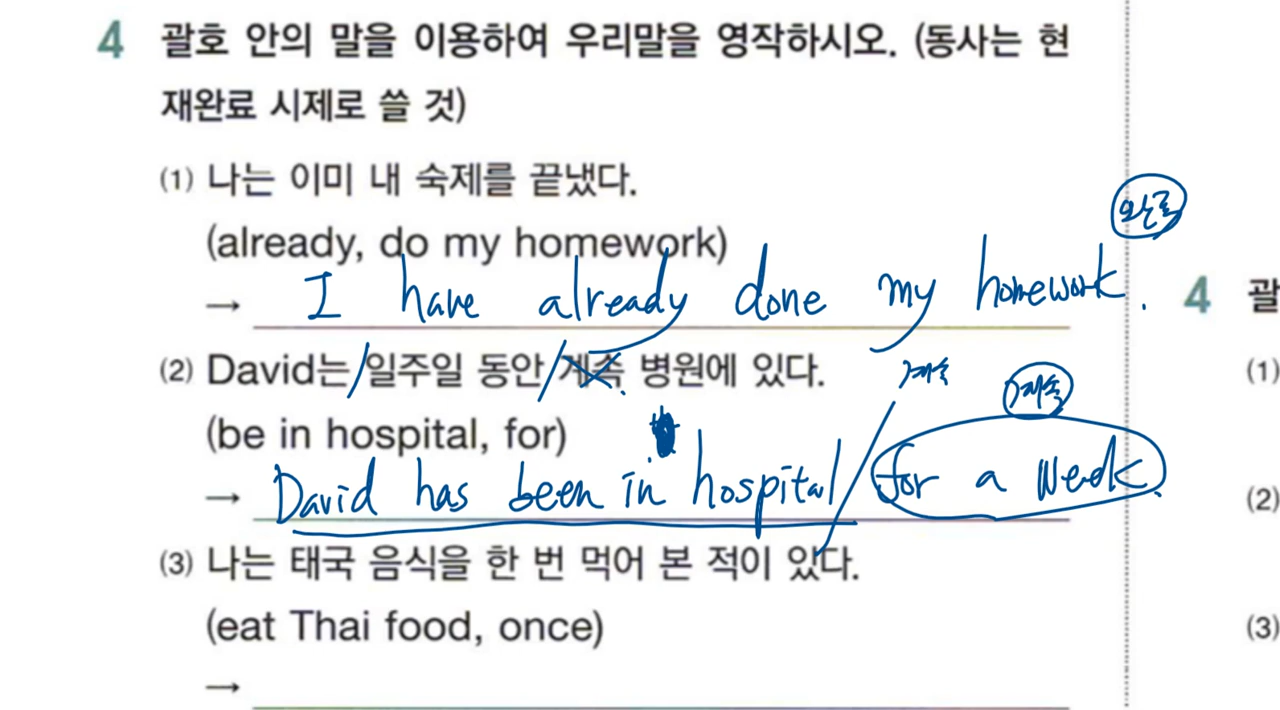 4 괄호 안의 말을 이용하여 우리말을 영작하시오. (동사는 현
재완료 시제로 쓸 것)
(1) 나는 이미 내 숙제를 끝냈다.
완료
(already, do my homework)
→ I have already done my homework.
(2) David는/일주일 동안/계속 병원에 있다.
계속
계속
(be in hospital, for)
→ David has been in hospital / for a week.
(3) 나는 태국 음식을 한 번 먹어 본 적이 있다.
(eat Thai food, once)
→
4 괄
(1)
(2)
(3)